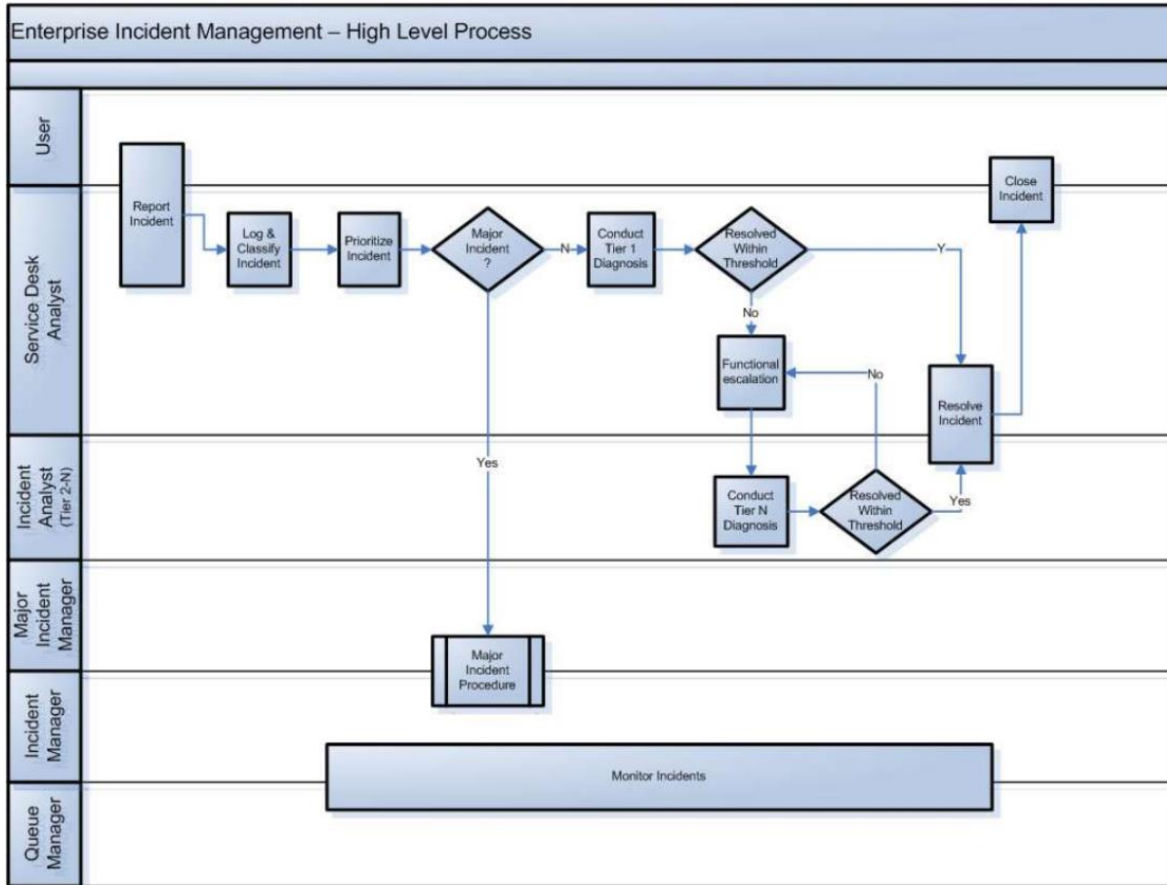 Enterprise Incident Management – High Level Process
User
Report
Incident
Close
Incident
Service Desk
Analyst
Log &
Classify
Incident
Prioritize
Incident
Major
Incident
?
N
Conduct
Tier 1
Diagnosis
Resolved
Within
Threshold
Y
No
Functional
escalation
No
Resolve
Incident
Incident
Analyst
(Tier 2-N)
Yes
Conduct
Tier N
Diagnosis
Resolved
Within
Threshold
Yes
Major
Incident
Manager
Major
Incident
Procedure
Incident
Manager
Monitor Incidents
Queue
Manager